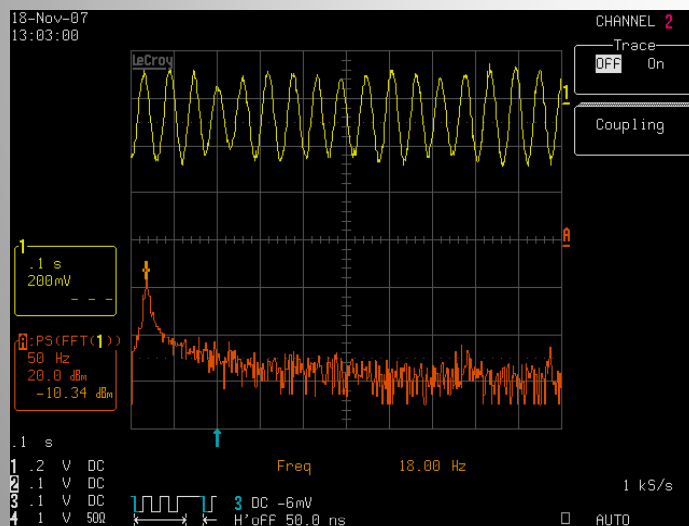 18-Nov-07
13:03:00
CHANNEL 2
Trace
OFF On
Coupling
LeCroy
1
A
1
.1 s
200mV
- - -
A:PS(FFT(1))
50 Hz
20.0 dBm
-10.34 dBm
.1 s
1 .2 V DC
2 .1 V DC
3 .1 V DC
4 .1 V 50Ω
Freq 18.00 Hz
3 DC -6mV
H'off 50.0 ns
1 kS/s
AUTO